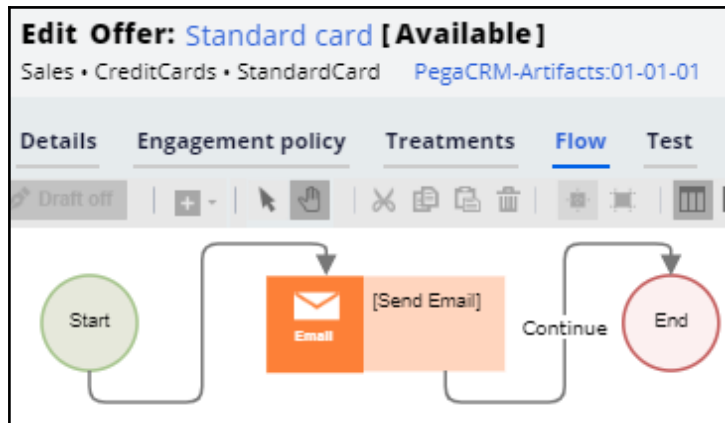 Edit Offer: Standard card [Available]
Sales • CreditCards • StandardCard PegaCRM-Artifacts:01-01-01
Details Engagement policy Treatments Flow Test
Draft off
Start
Email
[Send Email]
Continue
End